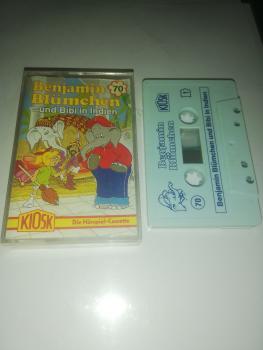 Benjamin
Blümchen
70
und Bibi in Indien
KIOSK
Die Hörspiel-Cassette
KIOSK
Benjamin
Blümchen
70
Benjamin Blümchen und Bibi in Indien